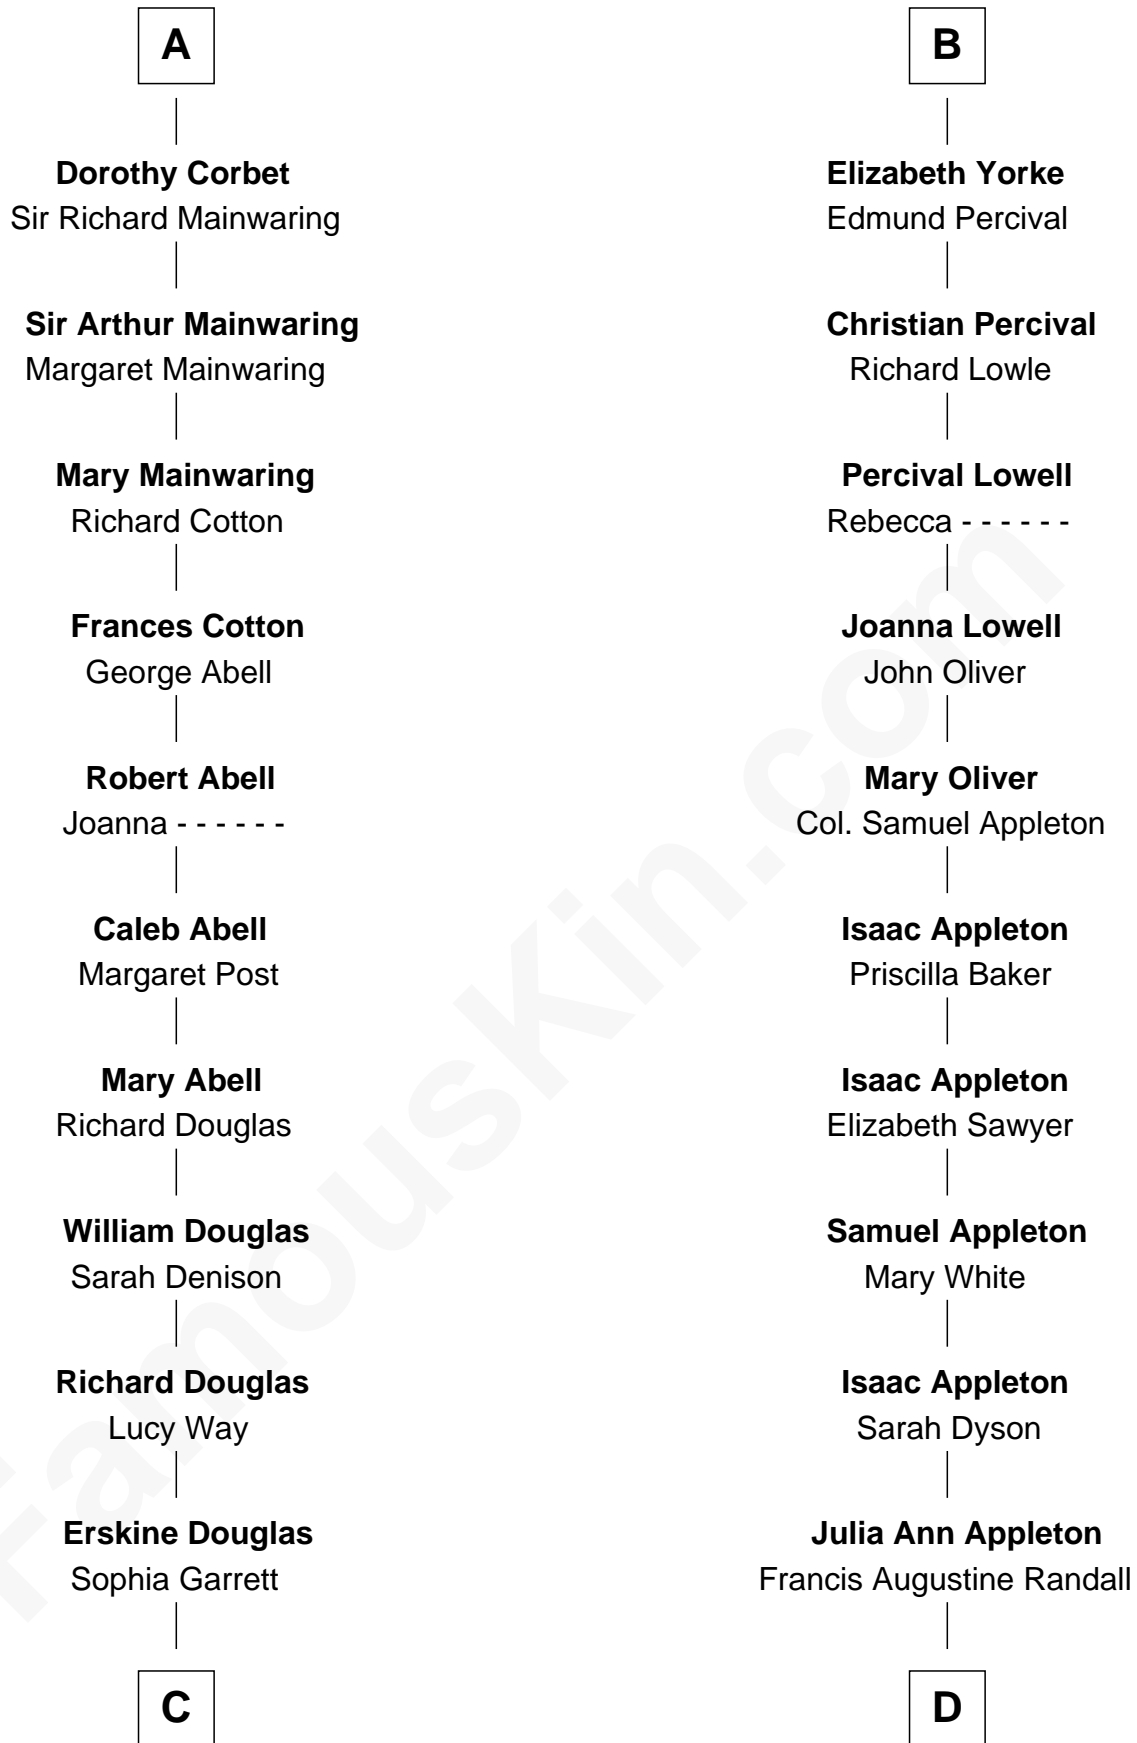 A
Dorothy Corbet
Sir Richard Mainwaring
Sir Arthur Mainwaring
Margaret Mainwaring
Mary Mainwaring
Richard Cotton
Frances Cotton
George Abell
Robert Abell
Joanna - - - - - -
Caleb Abell
Margaret Post
Mary Abell
Richard Douglas
William Douglas
Sarah Denison
Richard Douglas
Lucy Way
Erskine Douglas
Sophia Garrett
C
B
Elizabeth Yorke
Edmund Percival
Christian Percival
Richard Lowle
Percival Lowell
Rebecca - - - - - -
Joanna Lowell
John Oliver
Mary Oliver
Col. Samuel Appleton
Isaac Appleton
Priscilla Baker
Isaac Appleton
Elizabeth Sawyer
Samuel Appleton
Mary White
Isaac Appleton
Sarah Dyson
Julia Ann Appleton
Francis Augustine Randall
D
FamousKin.com